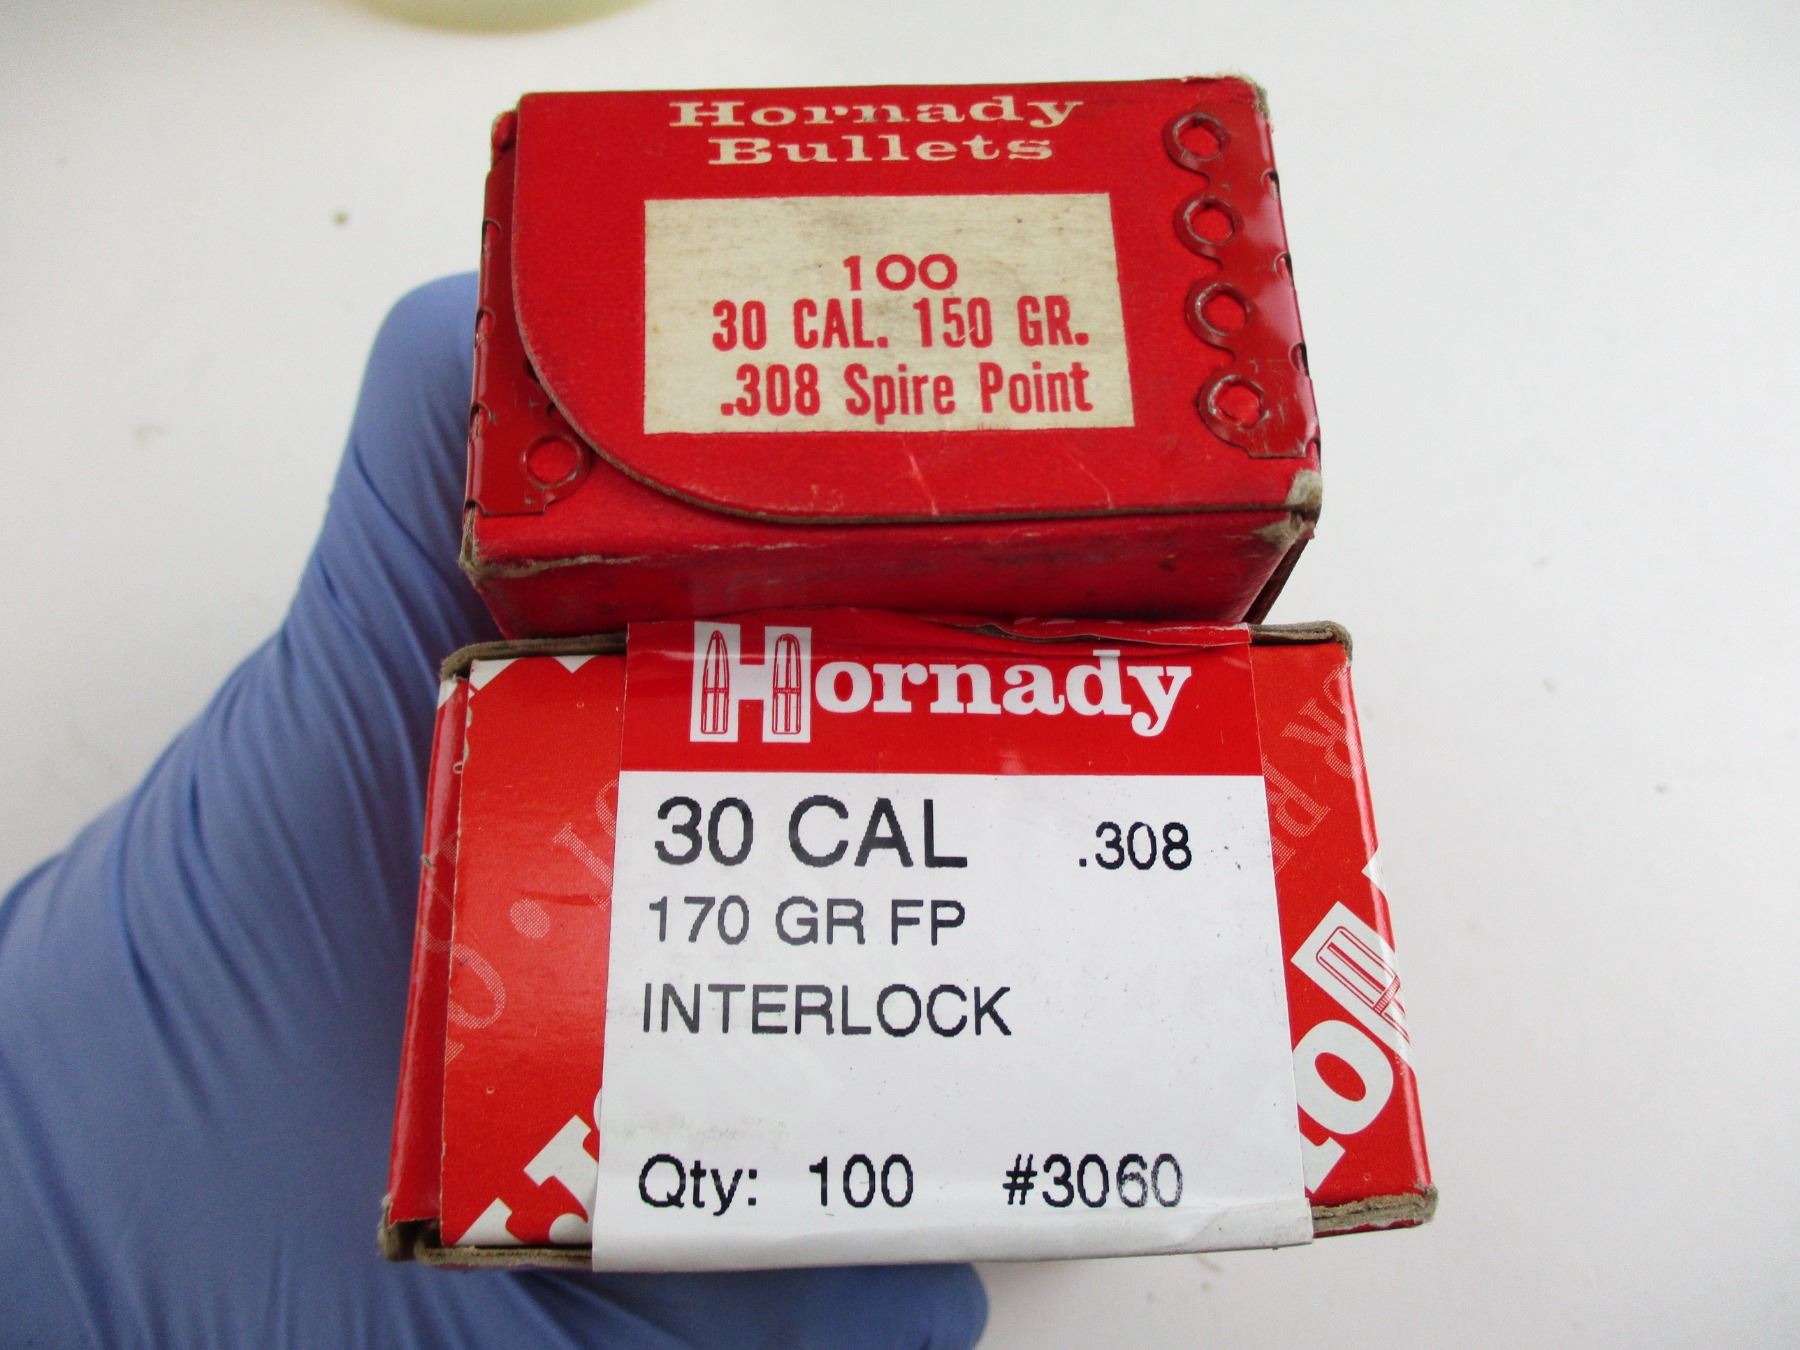 Hornady
Bullets
100
30 CAL. 150 GR.
.308 Spire Point
Hornady
30 CAL .308
170 GR FP
INTERLOCK
Qty: 100 #3060